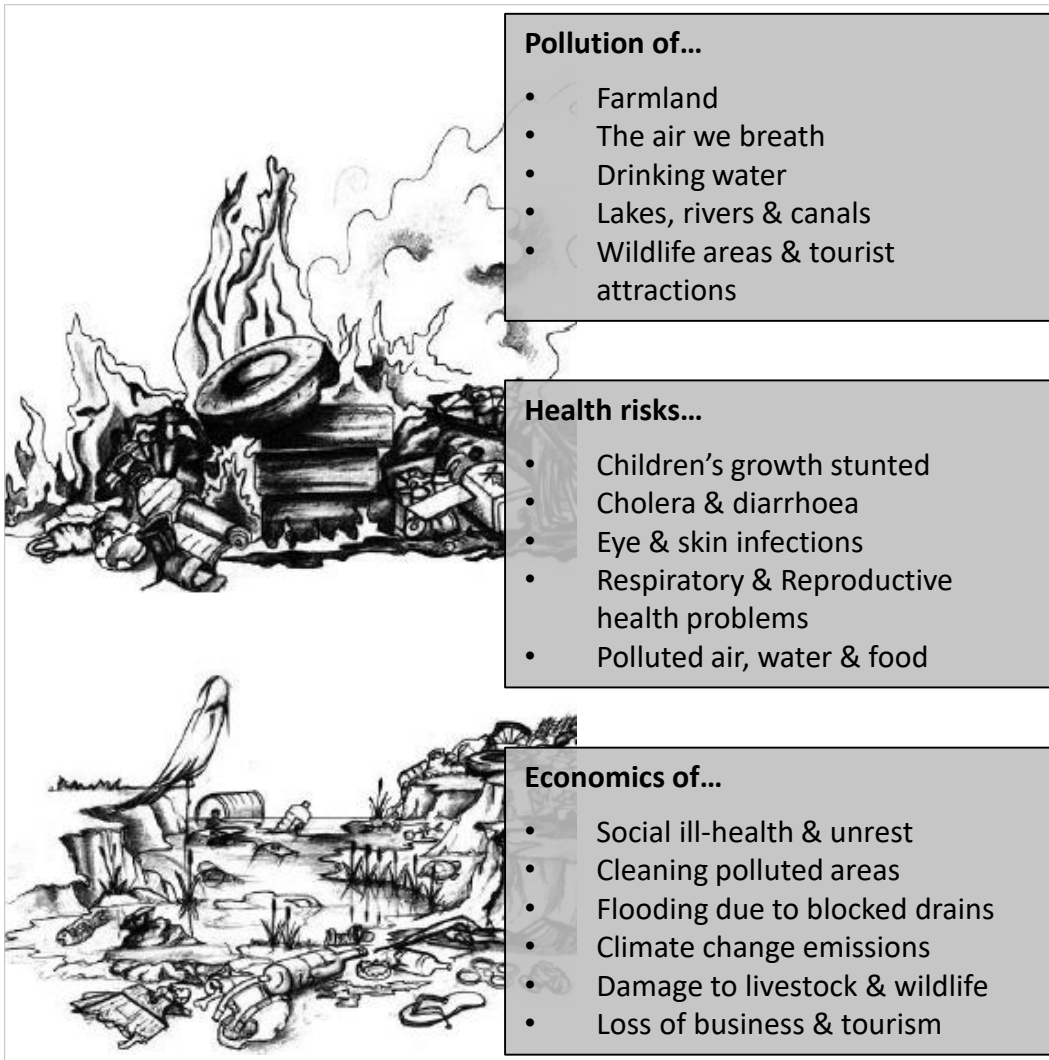 Pollution of…
• Farmland
• The air we breath
• Drinking water
• Lakes, rivers & canals
• Wildlife areas & tourist
attractions
Health risks…
• Children’s growth stunted
• Cholera & diarrhoea
• Eye & skin infections
• Respiratory & Reproductive
health problems
• Polluted air, water & food
Economics of…
• Social ill-health & unrest
• Cleaning polluted areas
• Flooding due to blocked drains
• Climate change emissions
• Damage to livestock & wildlife
• Loss of business & tourism